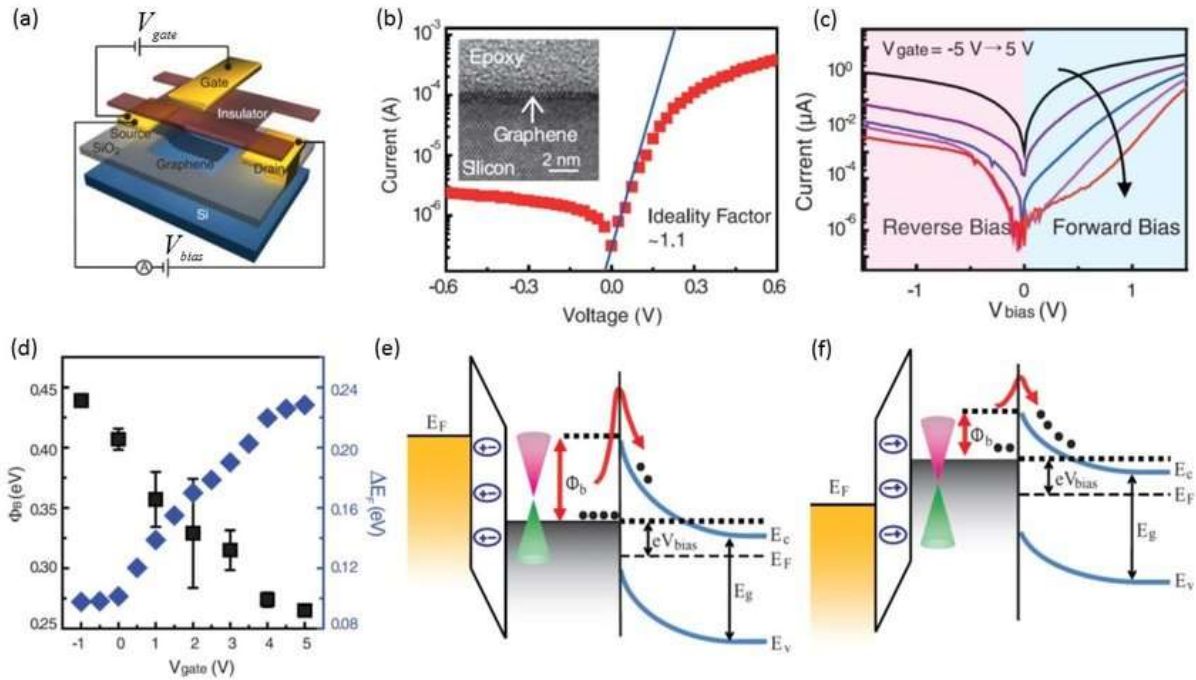 (a)
V_gate
Gate
Insulator
Source
SiO₂
Graphene
Drain
Si
V_bias
A
(b)
10⁻³
10⁻⁴
10⁻⁵
10⁻⁶
Current (A)
Epoxy
Graphene
Silicon
2 nm
Ideality Factor
~1.1
-0.6
-0.3
0.0
0.3
0.6
Voltage (V)
(c)
V gate = -5 V → 5 V
10⁰
10⁻²
10⁻⁴
10⁻⁶
Current (µA)
Reverse Bias
Forward Bias
-1
0
1
V bias (V)
(d)
0.45
0.40
0.35
0.30
0.25
Φ_B (eV)
0.24
0.20
0.16
0.12
0.08
ΔE_F (eV)
-1 0 1 2 3 4 5
V_gate (V)
(e)
E_F
+-
+-
+-
Φ_b
eV_bias
E_c
E_F
E_g
E_v
(f)
E_F
-+
-+
-+
Φ_b
eV_bias
E_c
E_F
E_g
E_v